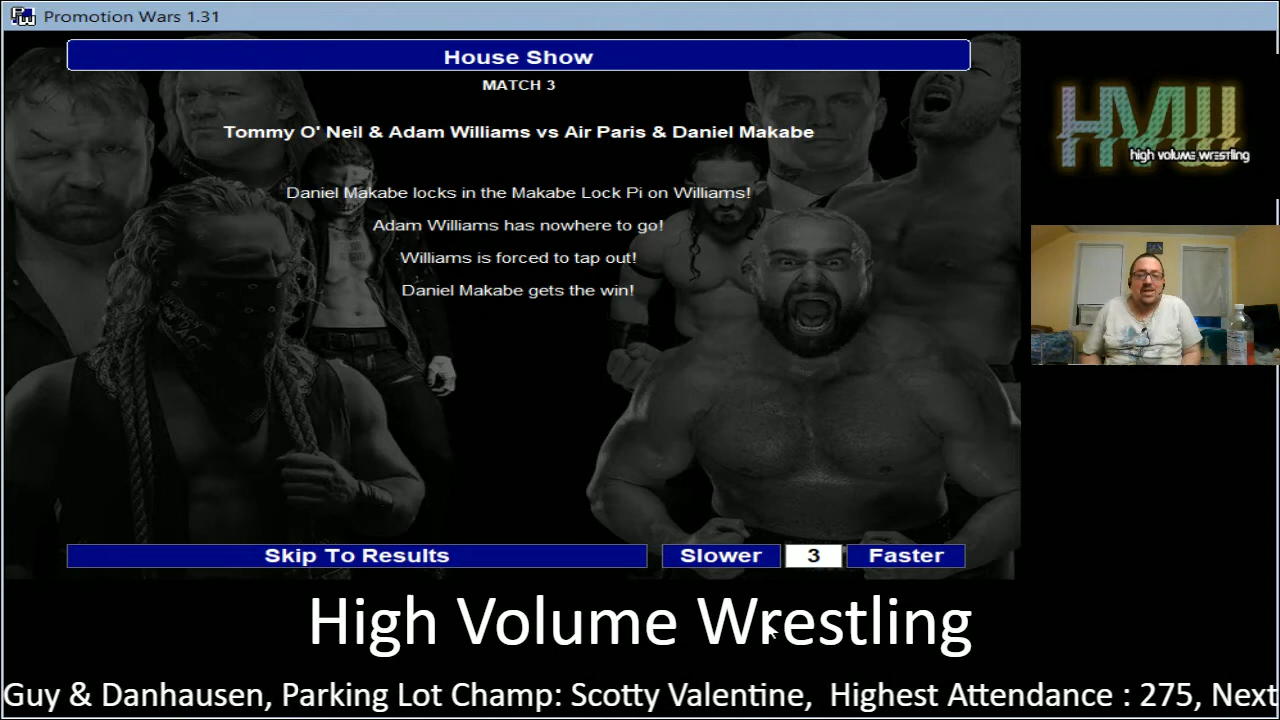 Promotion Wars 1.31
House Show
MATCH 3
Tommy O' Neil & Adam Williams vs Air Paris & Daniel Makabe
Daniel Makabe locks in the Makabe Lock Pi on Williams!
Adam Williams has nowhere to go!
Williams is forced to tap out!
Daniel Makabe gets the win!
Skip To Results
Slower 3 Faster
HVW
high volume wrestling
High Volume Wrestling
Guy & Danhausen, Parking Lot Champ: Scotty Valentine, Highest Attendance : 275, Next